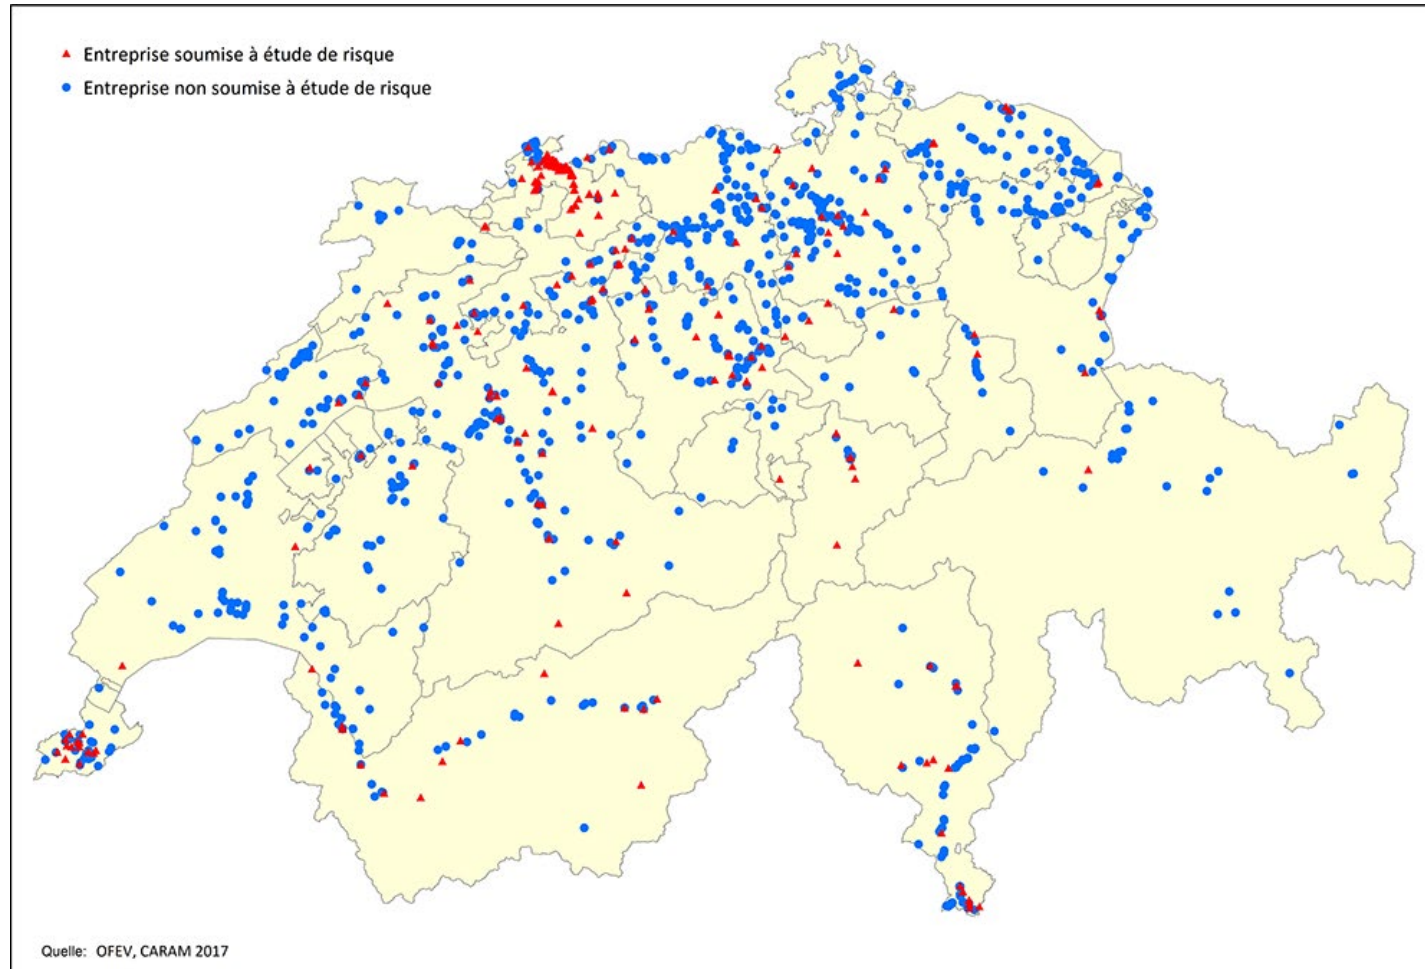 Entreprise soumise à étude de risque
Entreprise non soumise à étude de risque
Quelle: OFEV, CARAM 2017